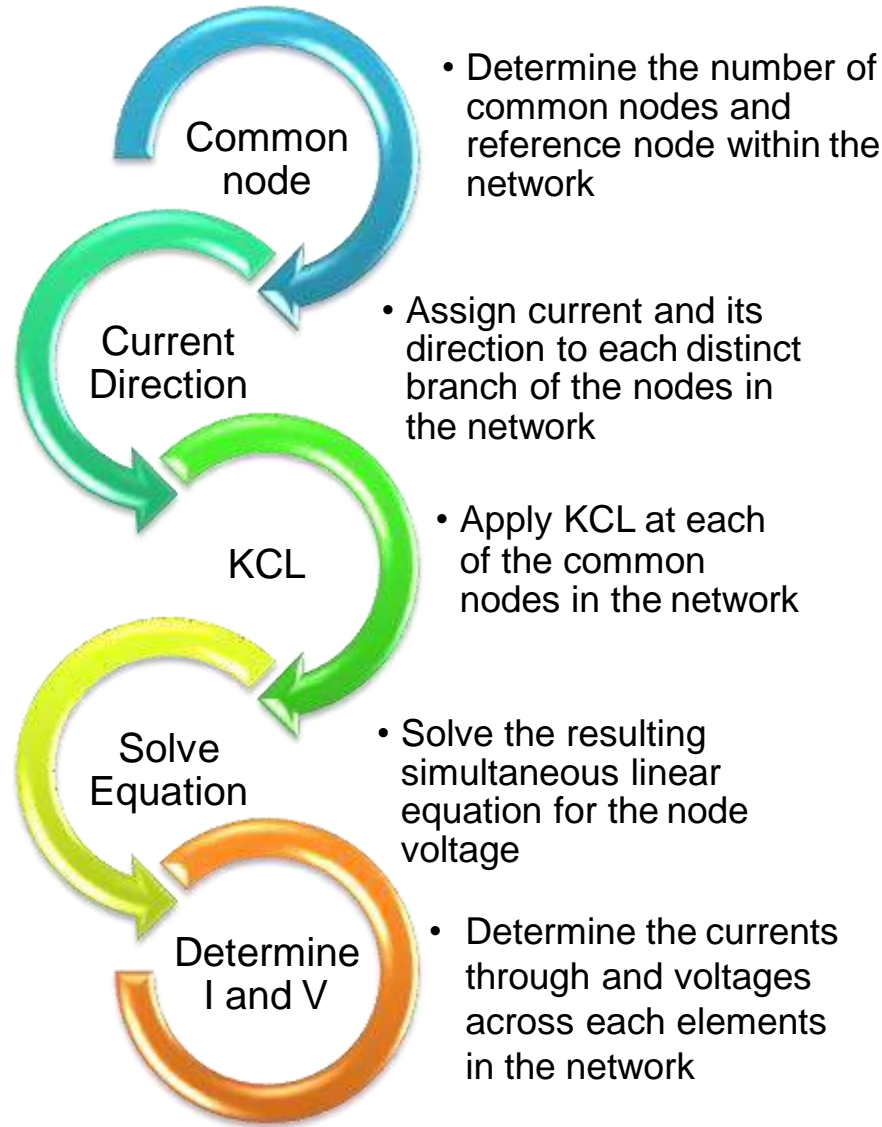 Common
node
• Determine the number of
common nodes and
reference node within the
network
Current
Direction
• Assign current and its
direction to each distinct
branch of the nodes in
the network
KCL
• Apply KCL at each
of the common
nodes in the network
Solve
Equation
• Solve the resulting
simultaneous linear
equation for the node
voltage
Determine
I and V
• Determine the currents
through and voltages
across each elements
in the network